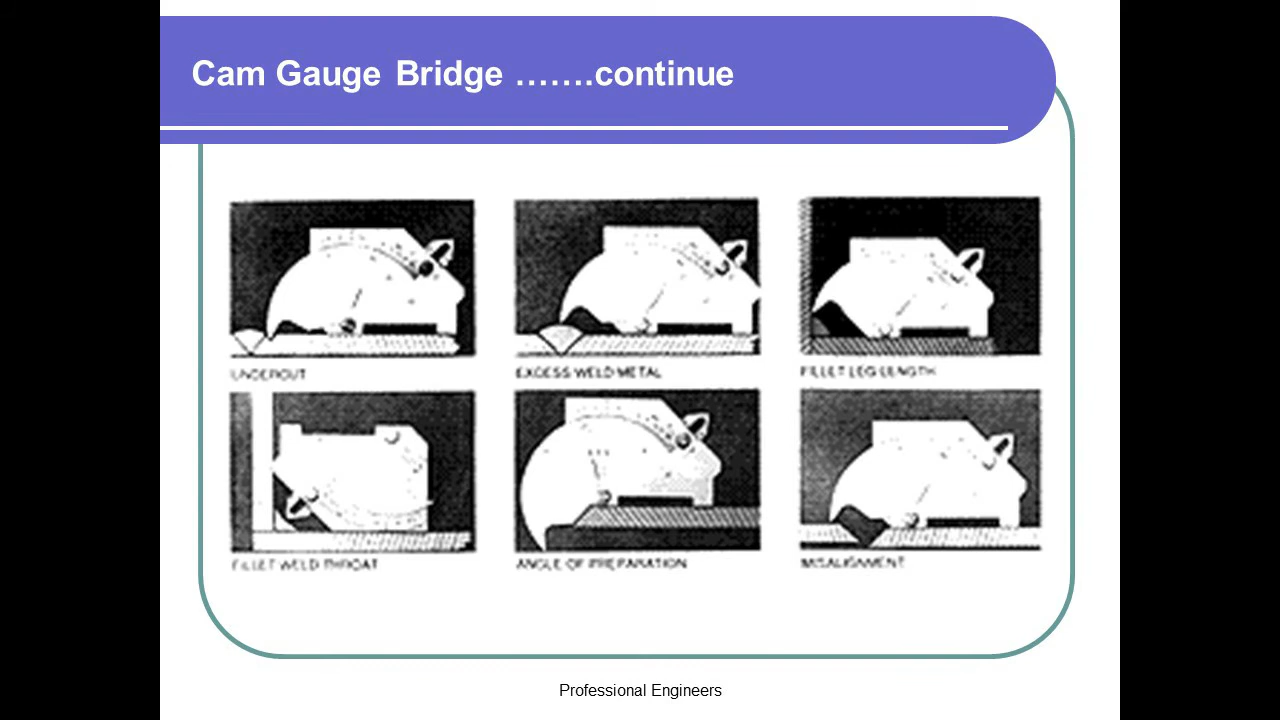 Cam Gauge Bridge …….continue
UNDERCUT
EXCESS WELD METAL
FILLET LEG LENGTH
FILLET WELD THROAT
ANGLE OF PREPARATION
MISALIGNMENT
Professional Engineers